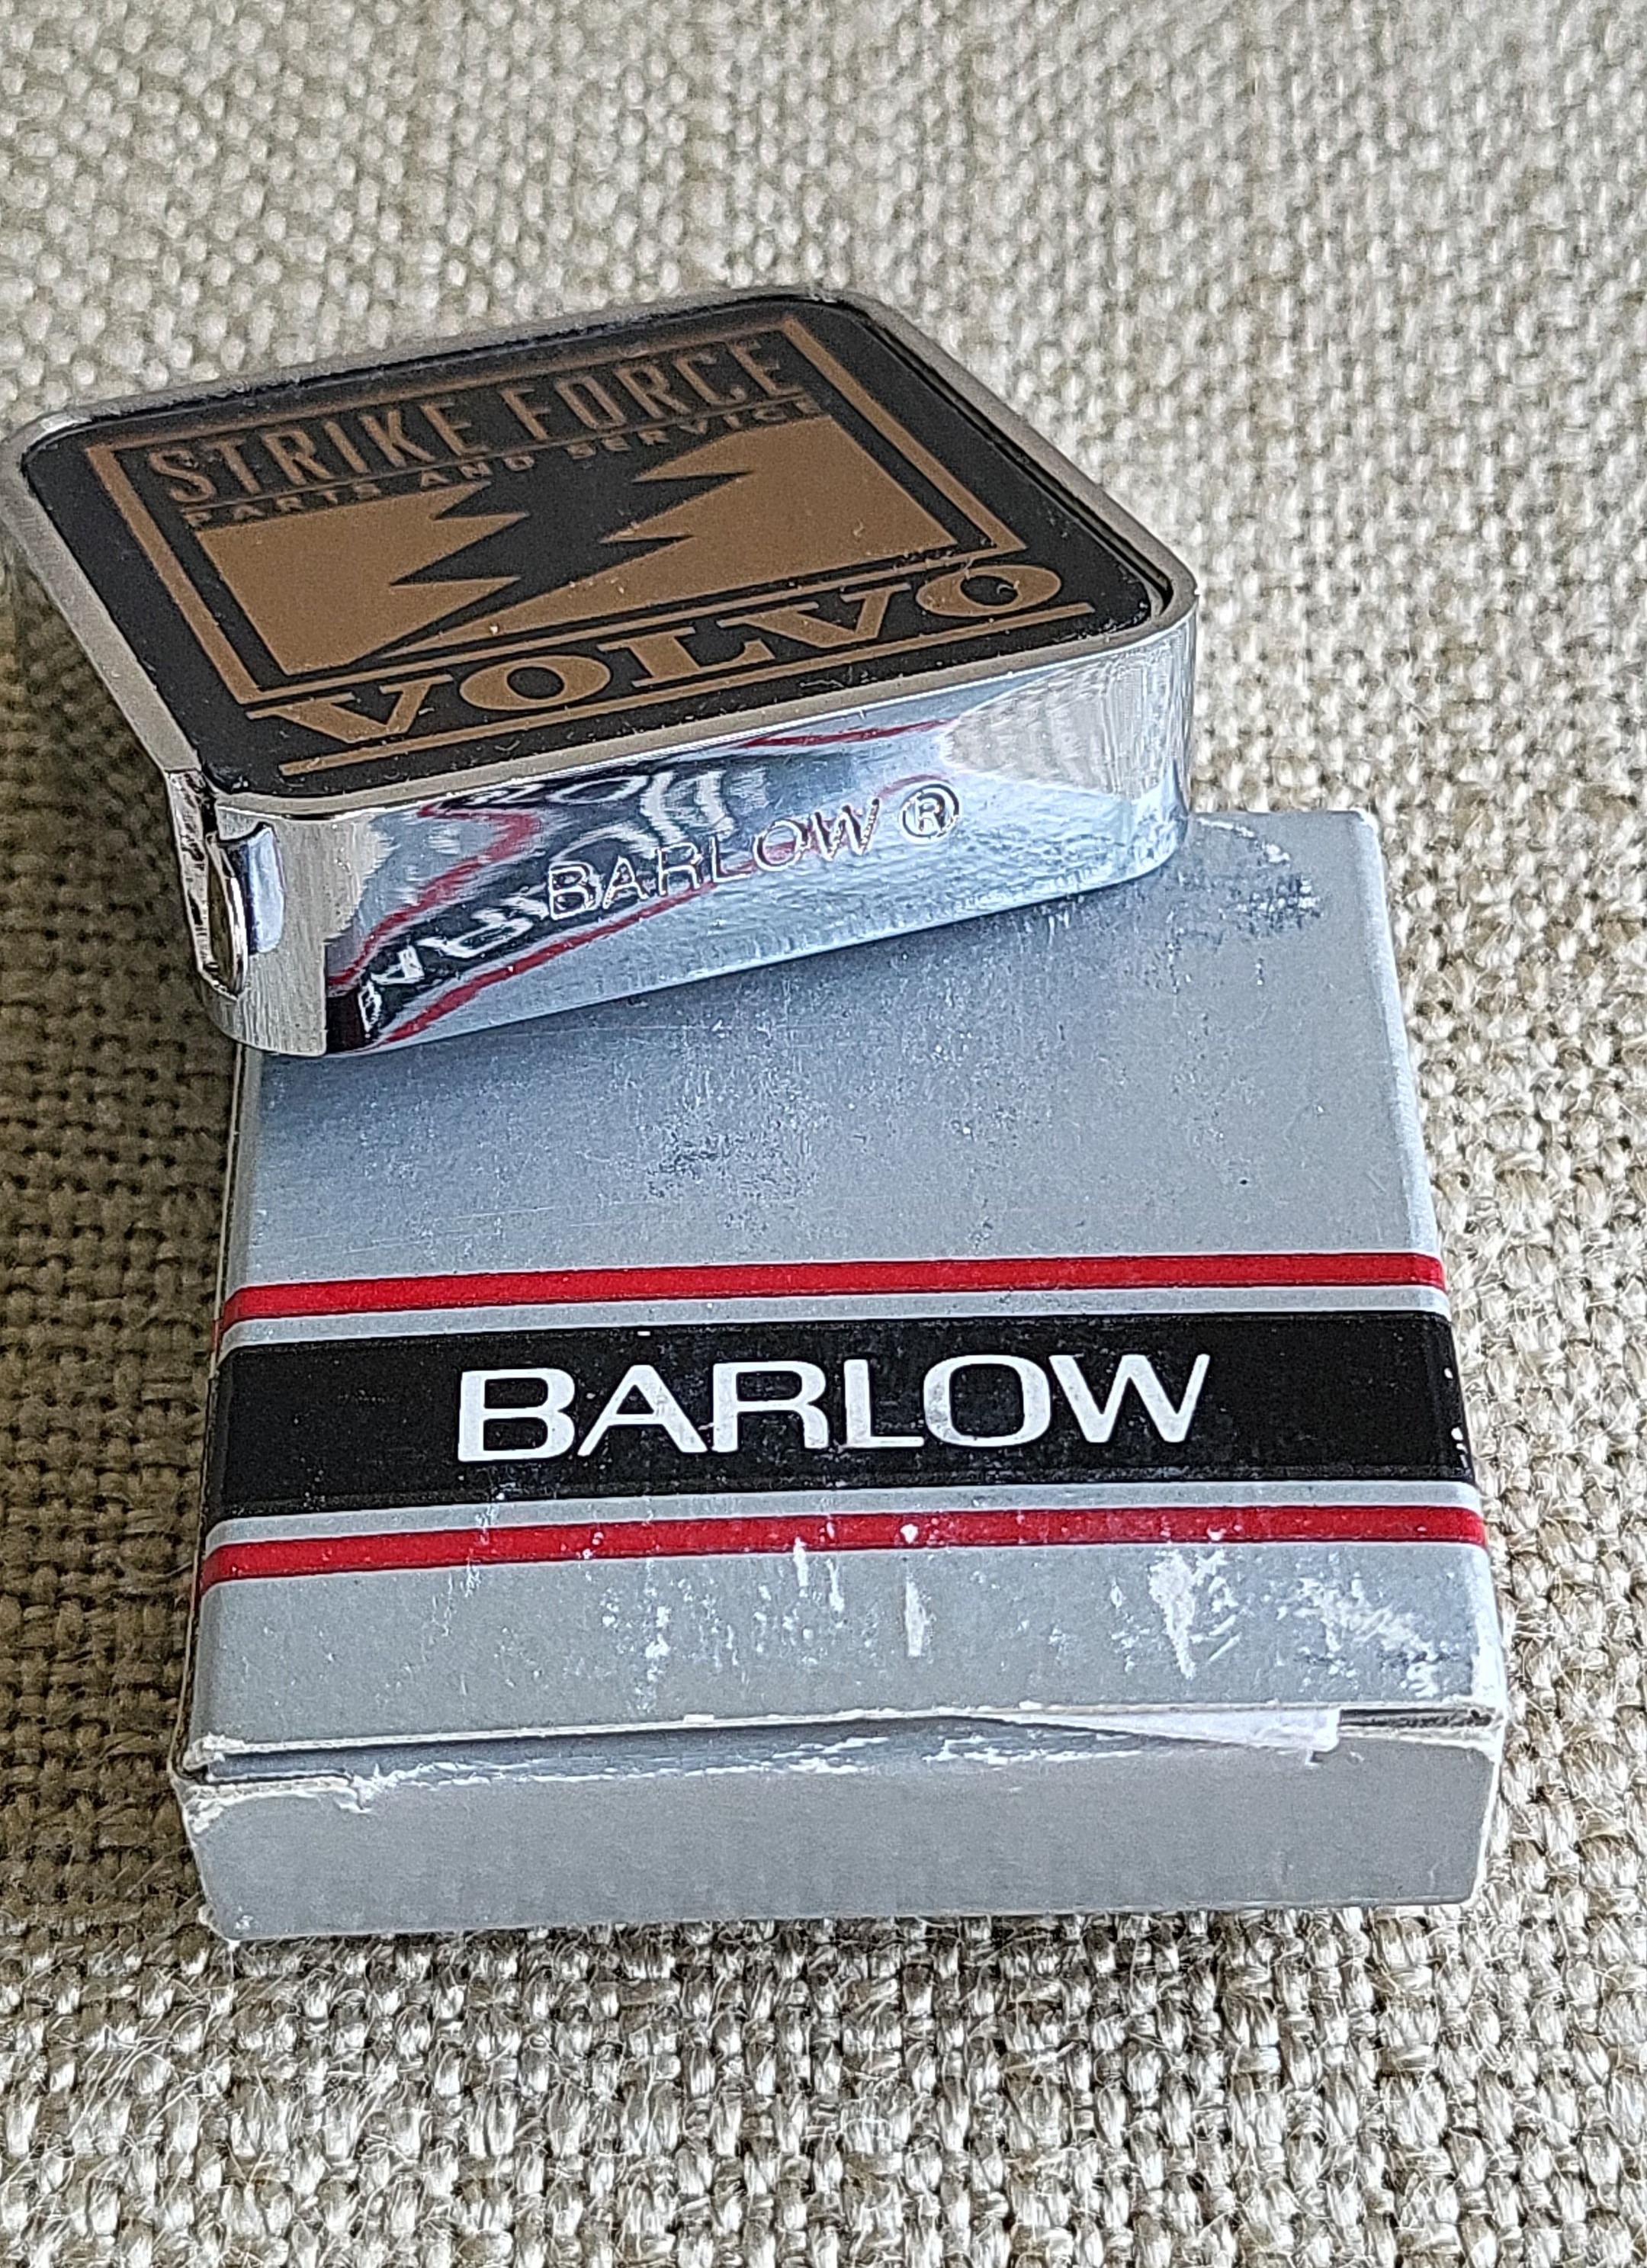 STRIKE FORCE
PARTS AND SERVICE
VOLVO
BARLOW ®
BARLOW